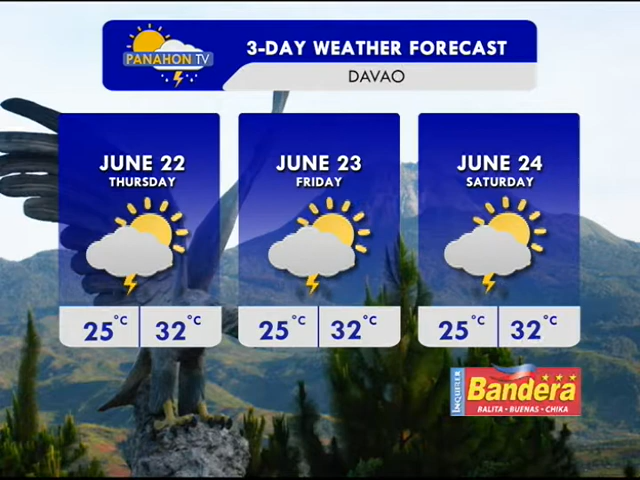 PANAHON TV
3-DAY WEATHER FORECAST
DAVAO
JUNE 22
THURSDAY
25°C 32°C
JUNE 23
FRIDAY
25°C 32°C
JUNE 24
SATURDAY
25°C 32°C
INQUIRER
Bandera
BALITA • BUENAS • CHIKA